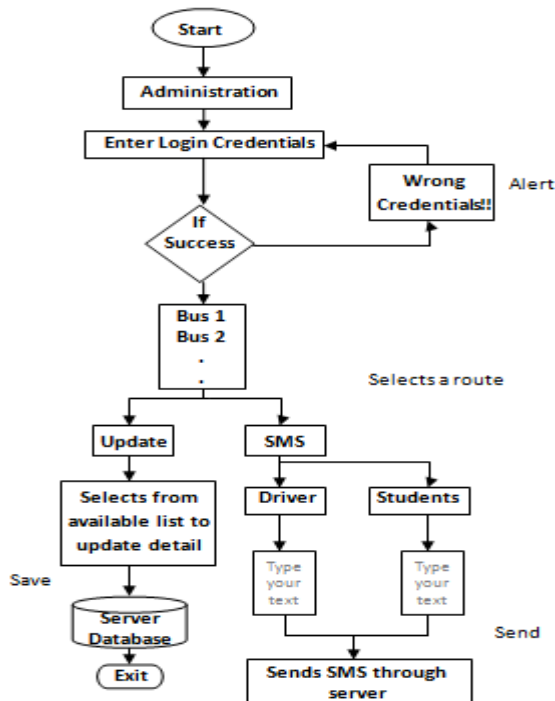 Start
Administration
Enter Login Credentials
Wrong
Credentials!!
Alert
If
Success
Bus 1
Bus 2
.
.
Selects a route
Update
SMS
Selects from
available list to
update detail
Driver
Students
Type
your
text
Type
your
text
Save
Server
Database
Send
Exit
Sends SMS through
server